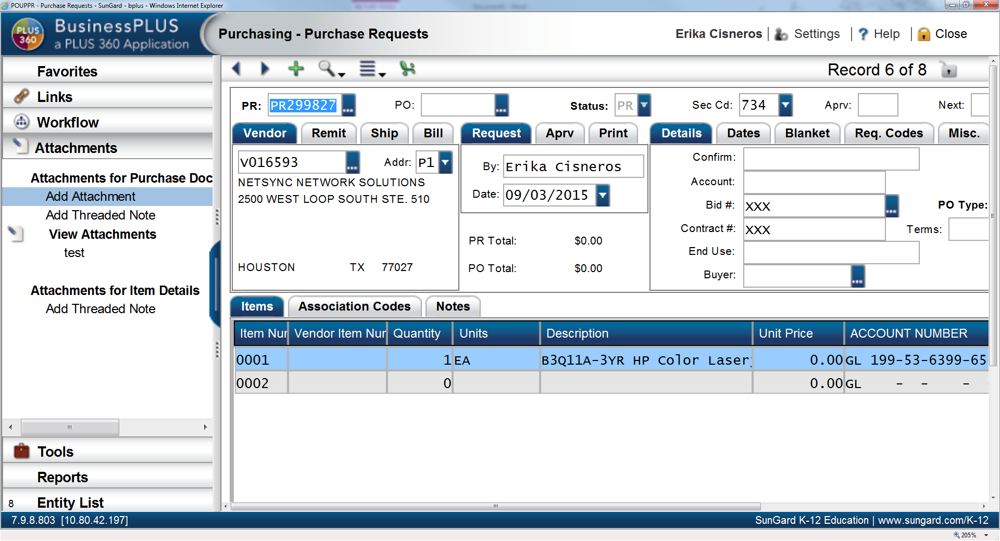 POUPPR - Purchase Requests - SunGard - bplus - Windows Internet Explorer
PLUS 360
BusinessPLUS
a PLUS 360 Application
Purchasing - Purchase Requests
Erika Cisneros | Settings | ? Help | Close
Favorites
Links
Workflow
Attachments
Attachments for Purchase Doc
Add Attachment
Add Threaded Note
View Attachments
test
Attachments for Item Details
Add Threaded Note
Tools
Reports
8 Entity List
Record 6 of 8
PR: PR299827 ... PO: ... Status: PR Sec Cd: 734 Aprv: Next:
Vendor Remit Ship Bill Request Aprv Print Details Dates Blanket Req. Codes Misc.
V016593 ... Addr: P1
NETSYNC NETWORK SOLUTIONS
2500 WEST LOOP SOUTH STE. 510
HOUSTON TX 77027
By: Erika Cisneros
Date: 09/03/2015
PR Total: $0.00
PO Total: $0.00
Confirm:
Account:
Bid #: XXX ... PO Type:
Contract #: XXX Terms:
End Use:
Buyer: ...
Items Association Codes Notes
Item Nur Vendor Item Nur Quantity Units Description Unit Price ACCOUNT NUMBER
0001 1 EA B3Q11A-3YR HP Color Laserj 0.00 GL 199-53-6399-65-
0002 0 0.00 GL - - - -
7.9.8.803 [10.80.42.197]
SunGard K-12 Education | www.sungard.com/K-12
205%